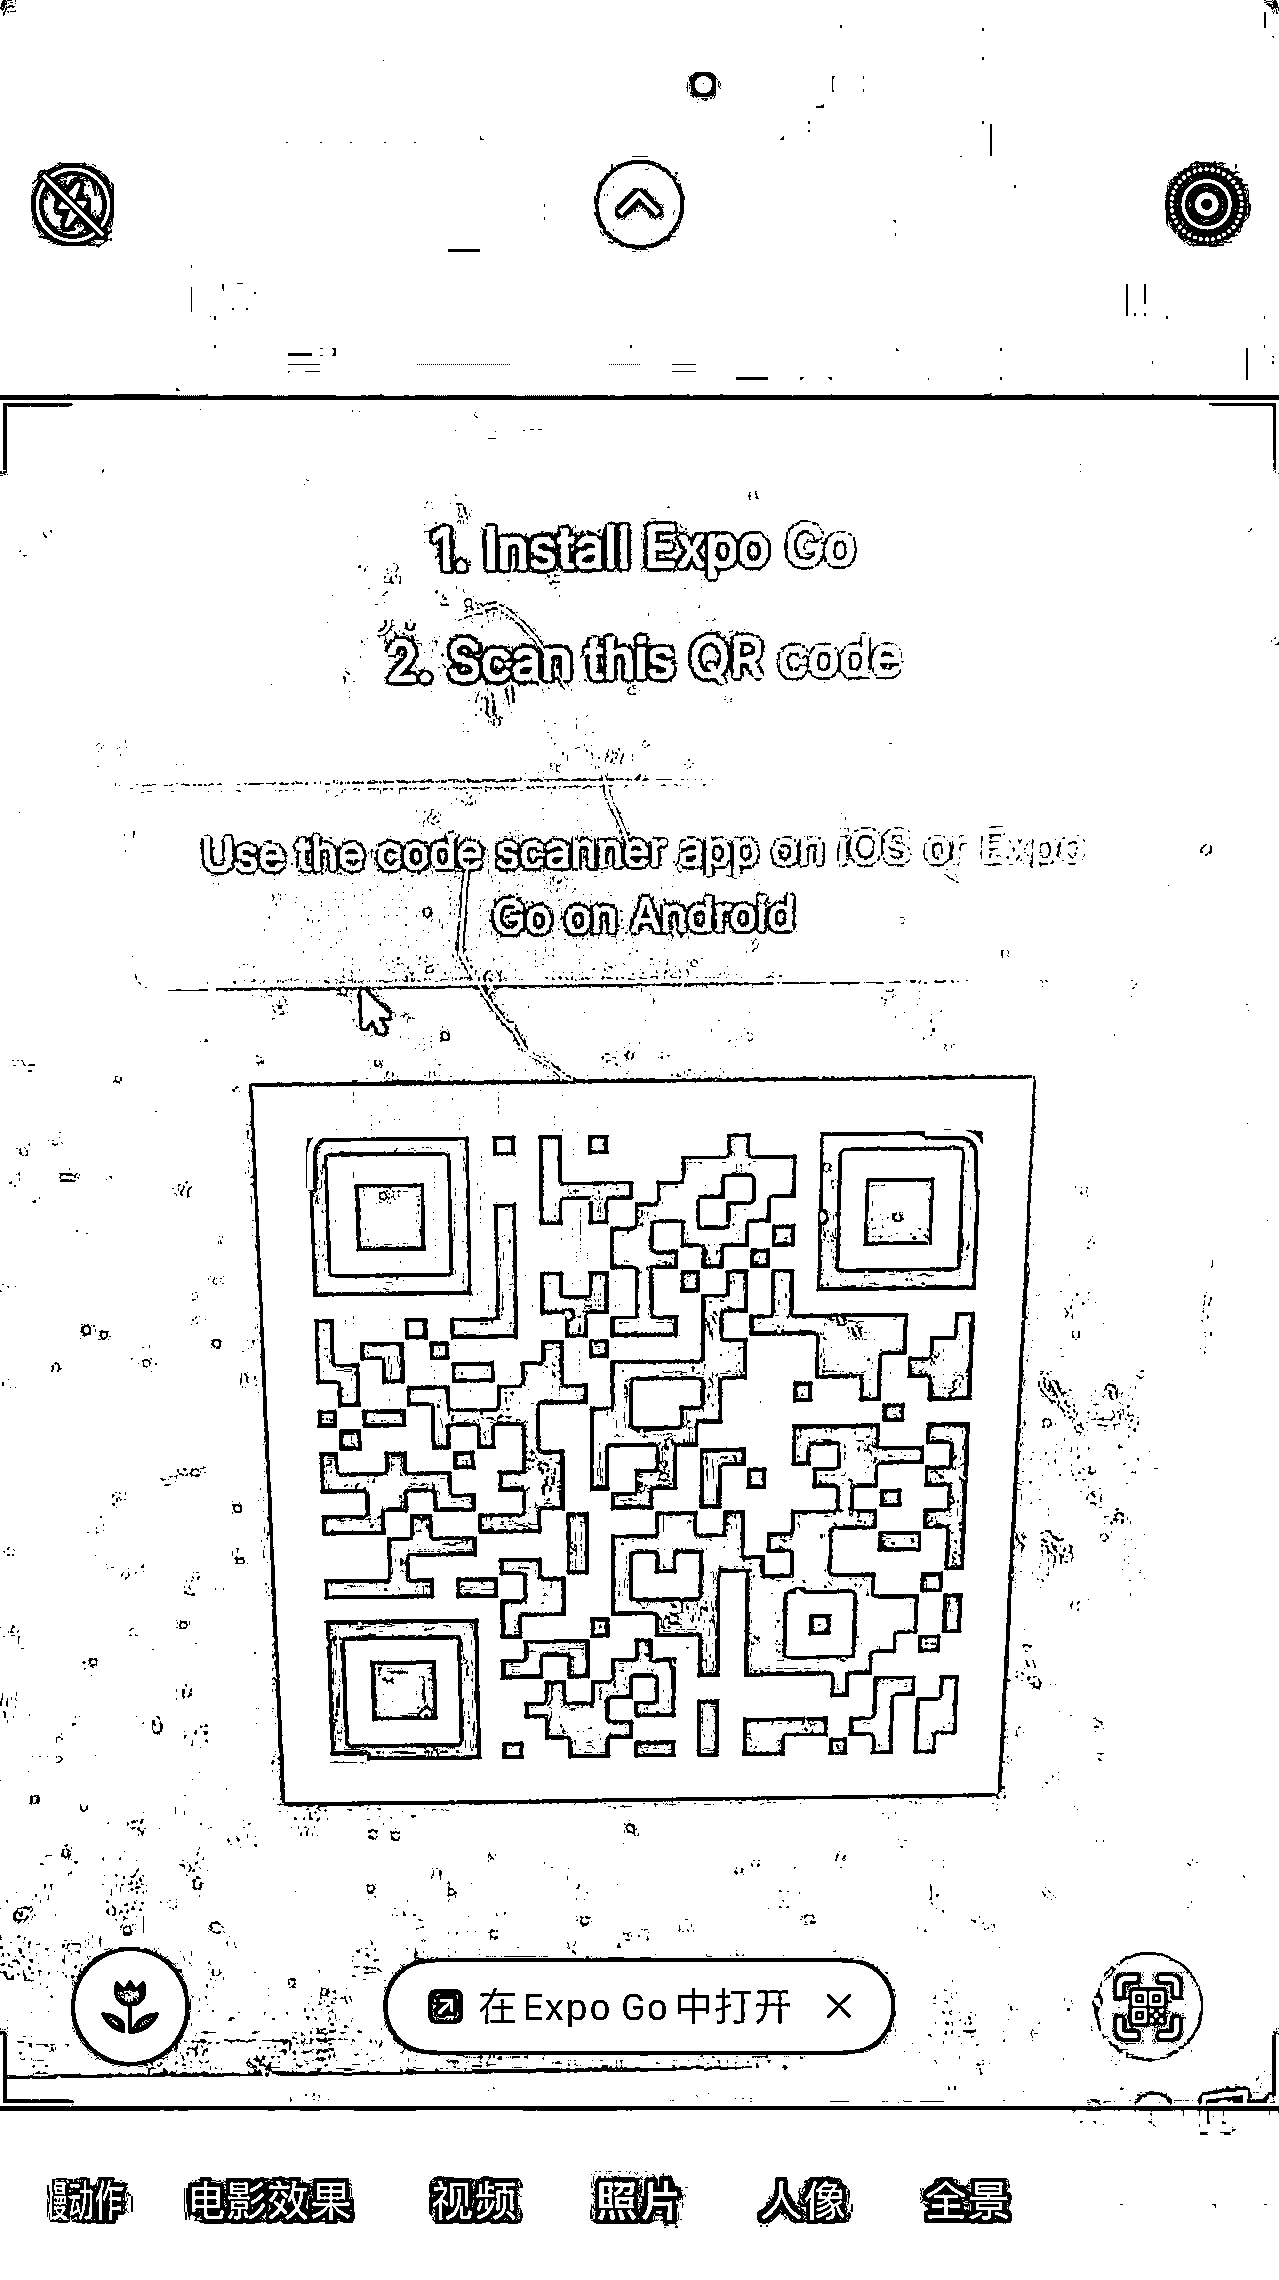 1. Install Expo Go
2. Scan this QR code
Use the code scanner app on iOS or Expo
Go on Android
在 Expo Go 中打开
慢动作 电影效果 视频 照片 人像 全景